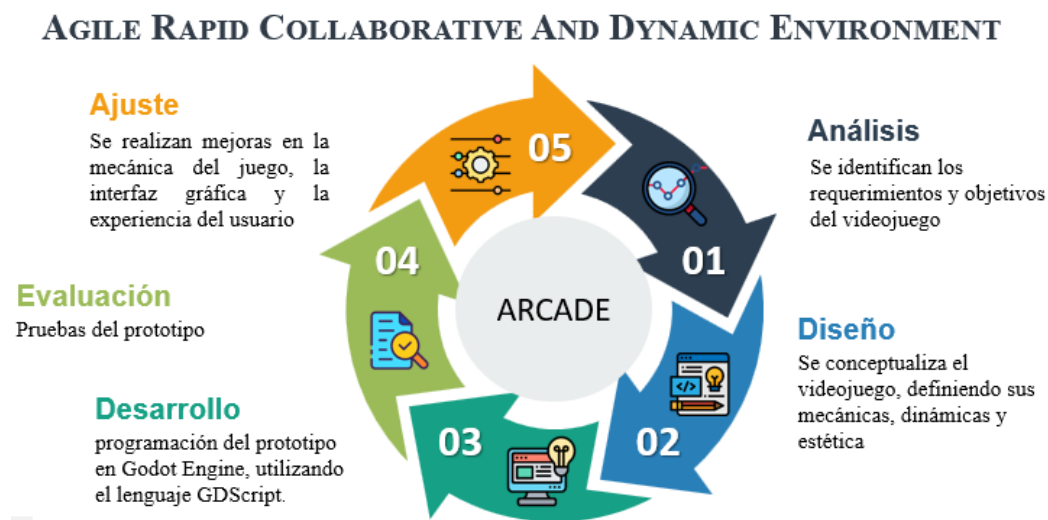 AGILE RAPID COLLABORATIVE AND DYNAMIC ENVIRONMENT
01
Análisis
Se identifican los
requerimientos y objetivos
del videojuego
02
Diseño
Se conceptualiza el
videojuego, definiendo sus
mecánicas, dinámicas y
estética
03
Desarrollo
programación del prototipo
en Godot Engine, utilizando
el lenguaje GDScript.
04
Evaluación
Pruebas del prototipo
05
Ajuste
Se realizan mejoras en la
mecánica del juego, la
interfaz gráfica y la
experiencia del usuario
ARCADE